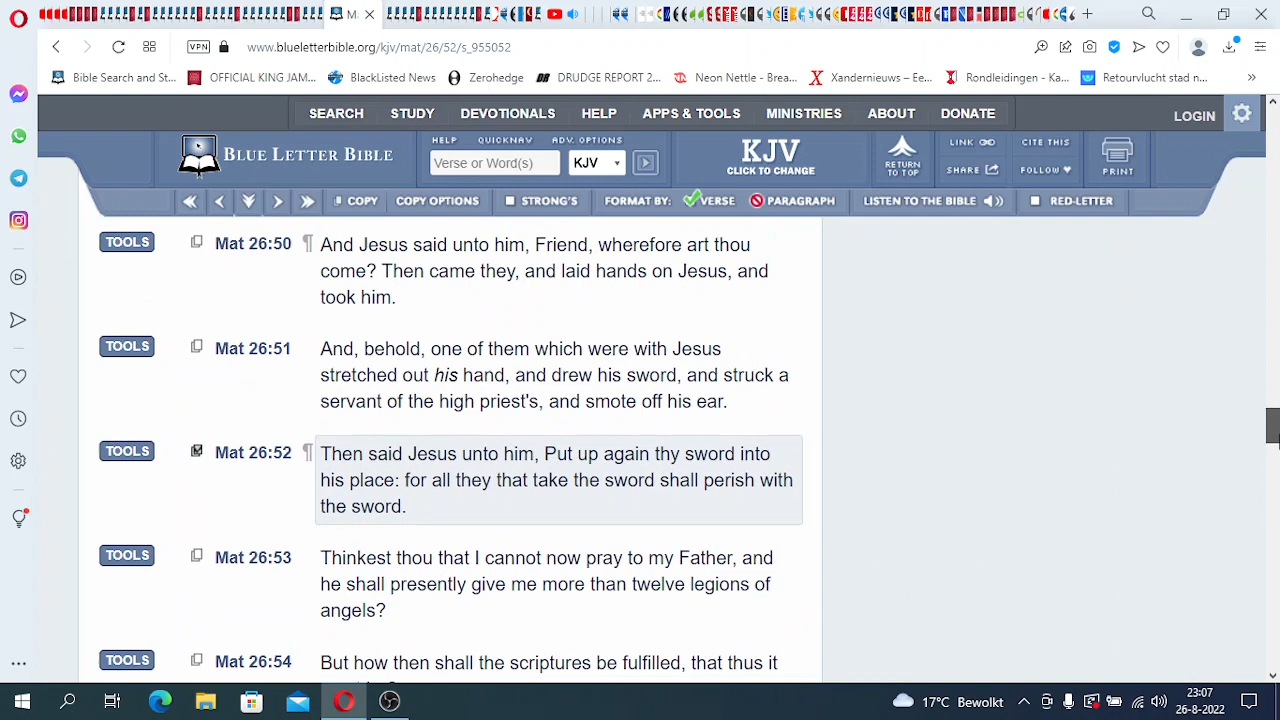 M
VPN
www.blueletterbible.org/kjv/mat/26/52/s_955052
Bible Search and St...
OFFICIAL KING JAM...
BlackListed News
Zerohedge
DR DRUDGE REPORT 2...
Neon Nettle - Brea...
X Xandernieuws – Ee...
Rondleidingen - Ka...
Retourvlucht stad n...
»
SEARCH
STUDY
DEVOTIONALS
HELP
APPS & TOOLS
MINISTRIES
ABOUT
DONATE
LOGIN
BLUE LETTER BIBLE
HELP
QUICKNAV
ADV. OPTIONS
Verse or Word(s)
KJV
KJV
CLICK TO CHANGE
RETURN
TO TOP
LINK
SHARE
CITE THIS
FOLLOW
PRINT
COPY
COPY OPTIONS
STRONG'S
FORMAT BY:
VERSE
PARAGRAPH
LISTEN TO THE BIBLE
RED-LETTER
TOOLS
Mat 26:50
¶ And Jesus said unto him, Friend, wherefore art thou
come? Then came they, and laid hands on Jesus, and
took him.
TOOLS
Mat 26:51
And, behold, one of them which were with Jesus
stretched out his hand, and drew his sword, and struck a
servant of the high priest's, and smote off his ear.
TOOLS
Mat 26:52
¶ Then said Jesus unto him, Put up again thy sword into
his place: for all they that take the sword shall perish with
the sword.
TOOLS
Mat 26:53
Thinkest thou that I cannot now pray to my Father, and
he shall presently give me more than twelve legions of
angels?
TOOLS
Mat 26:54
But how then shall the scriptures be fulfilled, that thus it
17°C Bewolkt
23:07
26-8-2022